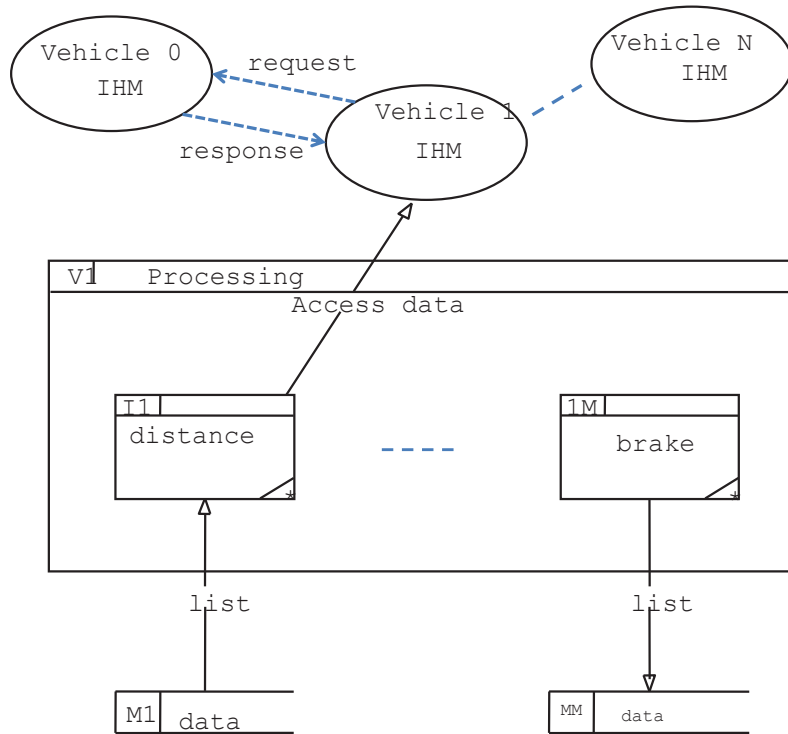 Vehicle 0
IHM
request
response
Vehicle 1
IHM
Vehicle N
IHM
V1 Processing
Access data
I1
distance
*
1M
brake
*
list
list
M1 data
MM data